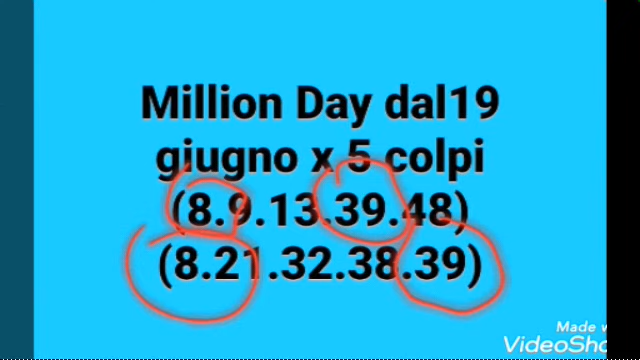 Million Day dal19
giugno x 5 colpi
(8.9.13.39.48)
(8.21.32.38.39)
Made
VideoSho